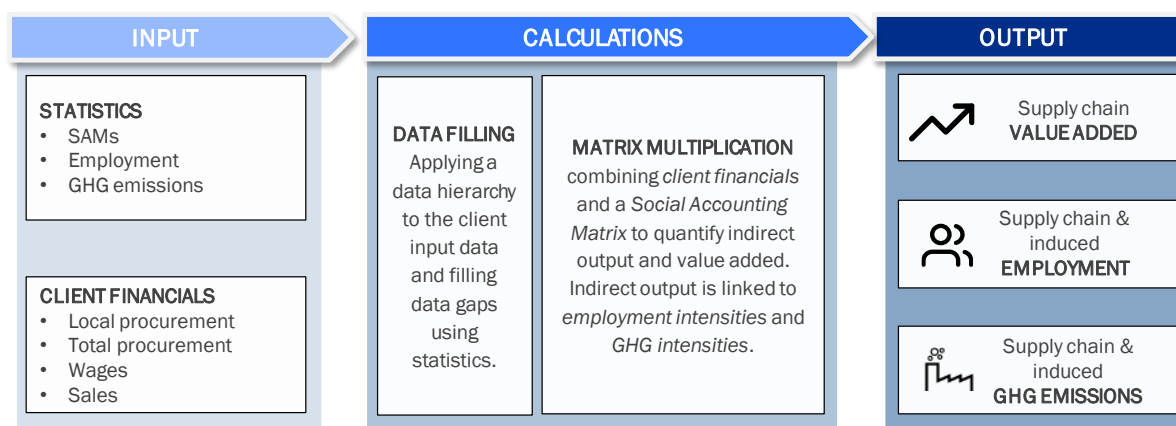 INPUT
STATISTICS
• SAMs
• Employment
• GHG emissions
CLIENT FINANCIALS
• Local procurement
• Total procurement
• Wages
• Sales
CALCULATIONS
DATA FILLING
Applying a
data hierarchy
to the client
input data
and filling
data gaps
using
statistics.
MATRIX MULTIPLICATION
combining client financials
and a Social Accounting
Matrix to quantify indirect
output and value added.
Indirect output is linked to
employment intensities and
GHG intensities.
OUTPUT
Supply chain
VALUE ADDED
Supply chain &
induced
EMPLOYMENT
Supply chain &
induced
GHG EMISSIONS